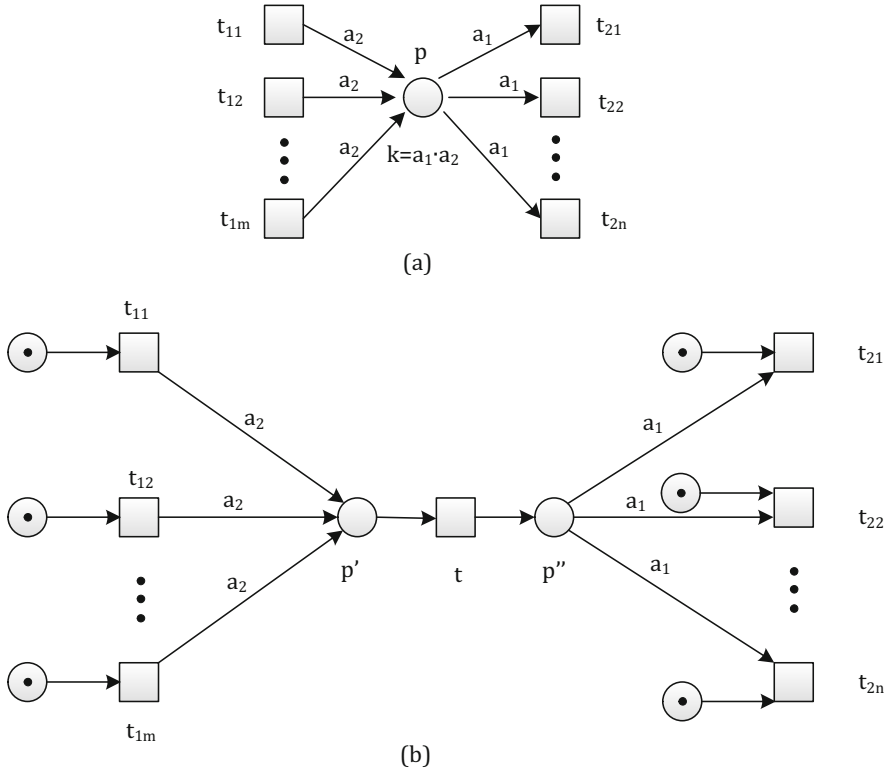 t₁₁ a₂ p a₁ t₂₁
t₁₂ a₂ a₁ t₂₂
a₂ k=a₁·a₂ a₁
t₁ₘ t₂ₙ
(a)
t₁₁
t₂₁
a₂ a₁
t₁₂
a₂ a₁ t₂₂
p' t p''
a₂ a₁
t₂ₙ
t₁ₘ
(b)